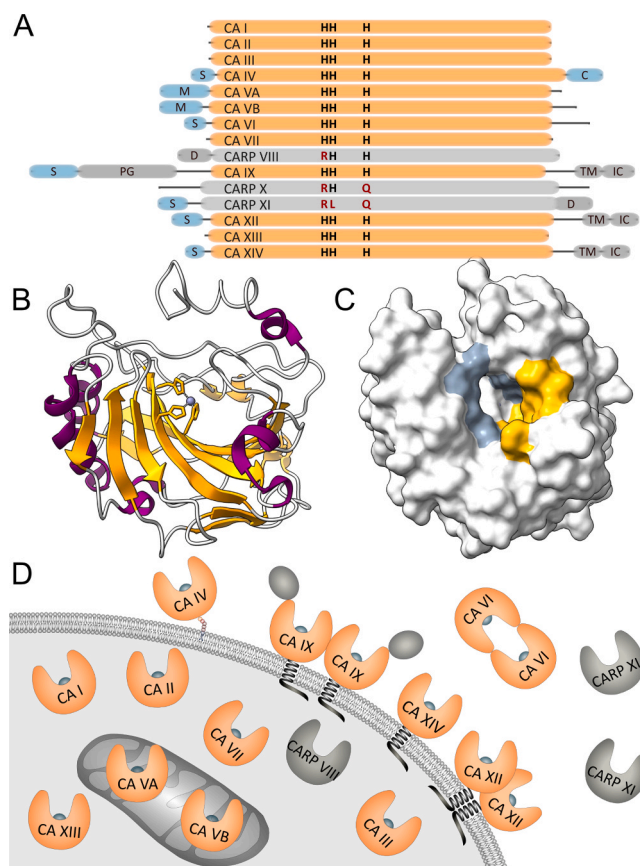 A
CA I HH H
CA II HH H
CA III HH H
S CA IV HH H C
M CA VA HH H
M CA VB HH H
S CA VI HH H
CA VII HH H
D CARP VIII RH H
S PG CA IX HH H TM IC
CARP X RH Q
S CARP XI RL Q D
S CA XII HH H TM IC
CA XIII HH H
S CA XIV HH H TM IC
B
C
D
CA IV
CA IX
CA IX
CA VI
CA VI
CARP XI
CA I
CA II
CA VII
CARP VIII
CA XIV
CA XII
CA XII
CARP XI
CA VA
CA VB
CA XIII
CA III